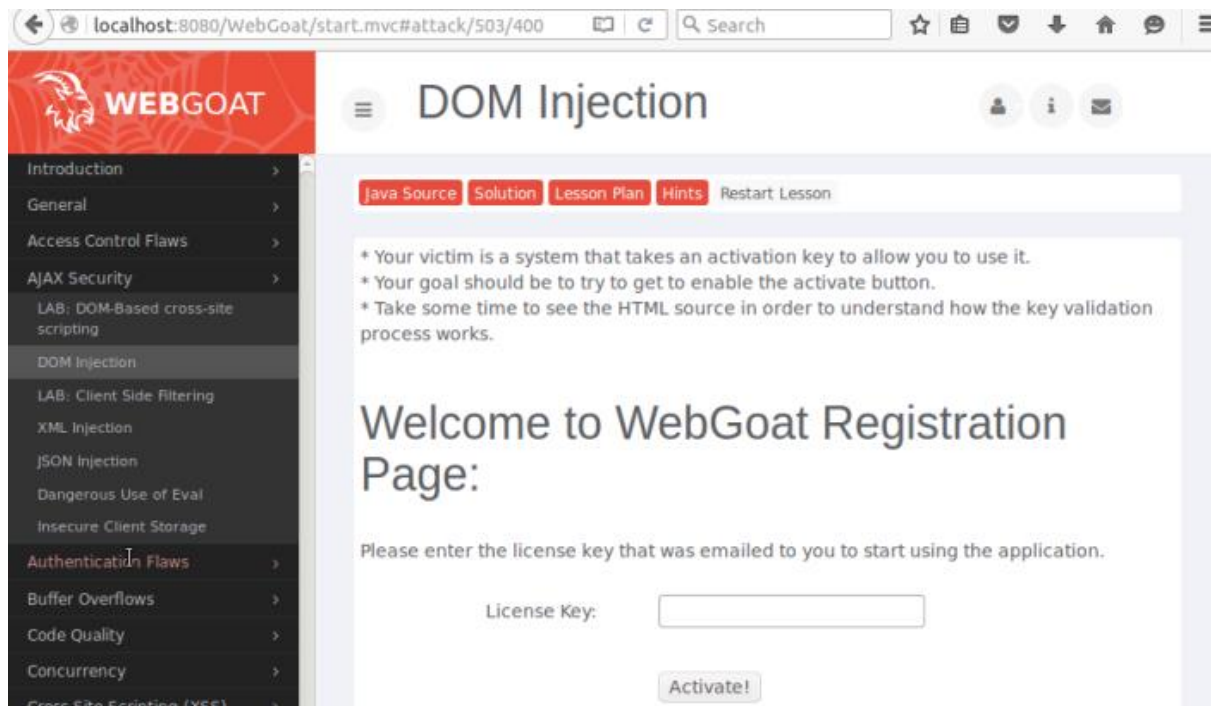 localhost:8080/WebGoat/start.mvc#attack/503/400
Search
WEBGOAT
DOM Injection
Introduction
General
Access Control Flaws
AJAX Security
LAB: DOM-Based cross-site
scripting
DOM Injection
LAB: Client Side Filtering
XML Injection
JSON Injection
Dangerous Use of Eval
Insecure Client Storage
Authentication Flaws
Buffer Overflows
Code Quality
Concurrency
Cross Site Scripting (XSS)
Java Source Solution Lesson Plan Hints Restart Lesson
* Your victim is a system that takes an activation key to allow you to use it.
* Your goal should be to try to get to enable the activate button.
* Take some time to see the HTML source in order to understand how the key validation
process works.
Welcome to WebGoat Registration
Page:
Please enter the license key that was emailed to you to start using the application.
License Key:
Activate!